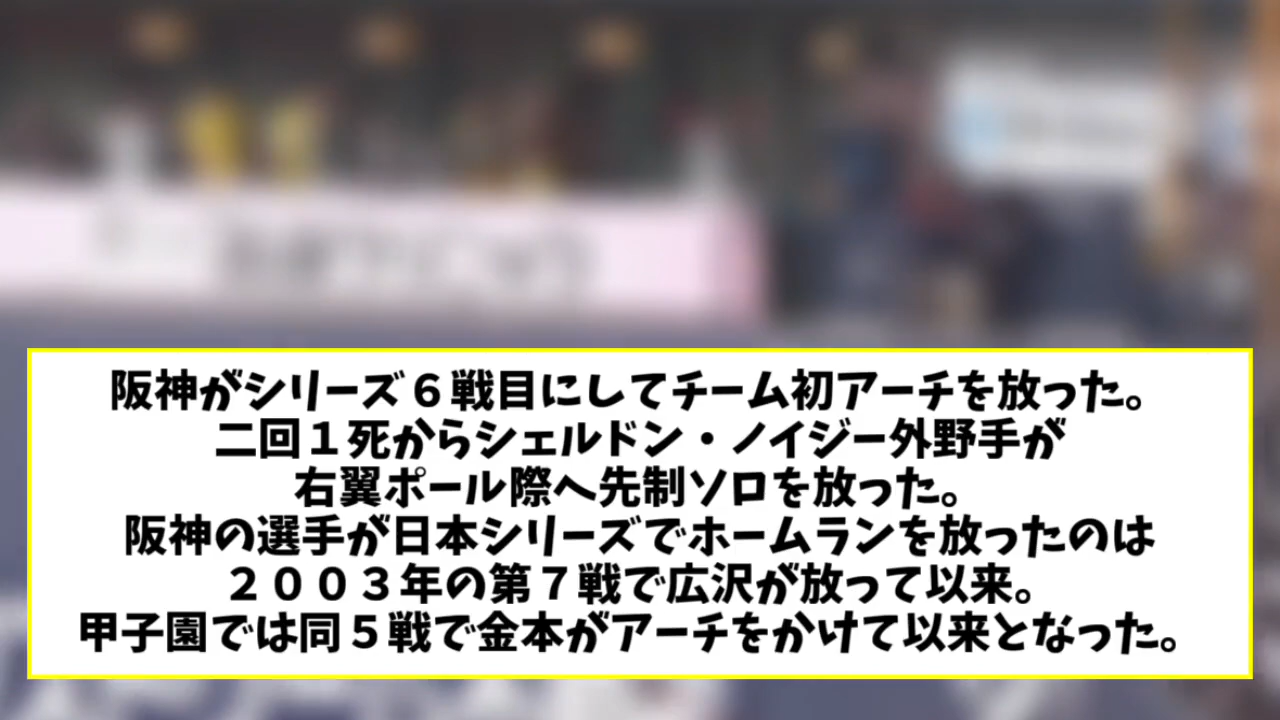 阪神がシリーズ６戦目にしてチーム初アーチを放った。
二回１死からシェルドン・ノイジー外野手が
右翼ポール際へ先制ソロを放った。
阪神の選手が日本シリーズでホームランを放ったのは
２００３年の第７戦で広沢が放って以来。
甲子園では同５戦で金本がアーチをかけて以来となった。